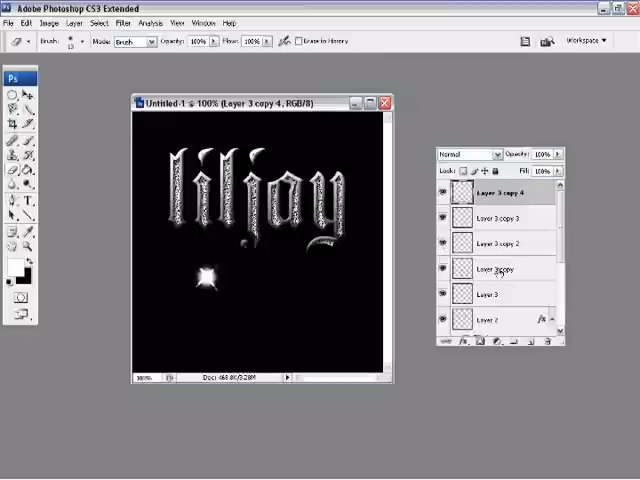 Adobe Photoshop CS3 Extended
File Edit Image Layer Select Filter Analysis View Window Help
Brush: 13 Mode: Brush Opacity: 100% Flow: 100% Erase to History Workspace
Ps
Untitled-1 @ 100% (Layer 3 copy 4, RGB/8)
liljay
Normal Opacity: 100%
Lock: Fill: 100%
Layer 3 copy 4
Layer 3 copy 3
Layer 3 copy 2
Layer 3 copy
Layer 3
Layer 2 fx
100% Doc: 468.8K/3.28M